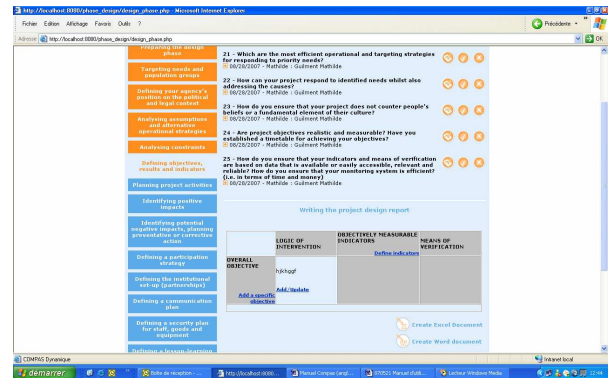 http://localhost:8080/phase_design/design_phase.php - Microsoft Internet Explorer
Fichier Edition Affichage Favoris Outils ?
Précédente
Adresse http://localhost:8080/phase_design/design_phase.php
OK
Preparing the design
phase
Targeting needs and
population groups
Defining your agency's
position on the political
and legal context
Analysing assumptions
and alternative
operational strategies
Analysing constraints
Defining objectives,
results and indicators
Planning project activities
Identifying positive
impacts
Identifying potential
negative impacts, planning
preventative or corrective
action
Defining a participation
strategy
Defining the institutional
set-up (partnerships)
Defining a communication
plan
Defining a security plan
for staff, goods and
equipment
21 - Which are the most efficient operational and targeting strategies
for responding to priority needs?
08/28/2007 - Mathilde : Guilment Mathilde
22 - How can your project respond to identified needs whilst also
addressing the causes?
08/28/2007 - Mathilde : Guilment Mathilde
23 - How do you ensure that your project does not counter people's
beliefs or a fundamental element of their culture?
08/28/2007 - Mathilde : Guilment Mathilde
24 - Are project objectives realistic and measurable? Have you
established a timetable for achieving your objectives?
08/28/2007 - Mathilde : Guilment Mathilde
25 - How do you ensure that your indicators and means of verification
are based on data that is available or easily accessible, relevant and
reliable? How do you ensure that your monitoring system is efficient?
(i.e. in terms of time and money)
08/28/2007 - Mathilde : Guilment Mathilde
Writing the project design report
LOGIC OF
INTERVENTION
OBJECTIVELY MEASURABLE
INDICATORS
Define indicators
MEANS OF
VERIFICATION
OVERALL
OBJECTIVE
hjkhggf
Add/Update
Add a specific
objective
Create Excel Document
Create Word document
COMPAS Dynamique
Intranet local
démarrer
Boîte de réception - ...
http://localhost:8080...
Manuel Compas (angl...
070521 Manuel d'utili...
Lecteur Windows Media
12:44